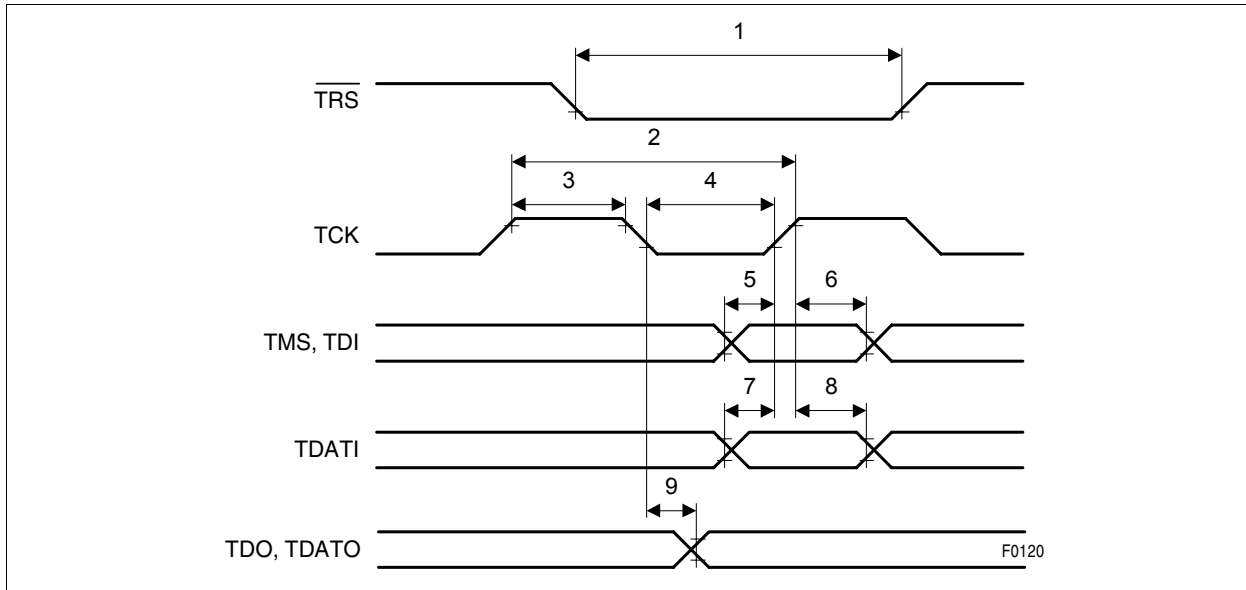 1
TRS
2
3 4
TCK
5 6
TMS, TDI
7 8
TDATI
9
TDO, TDATO
F0120